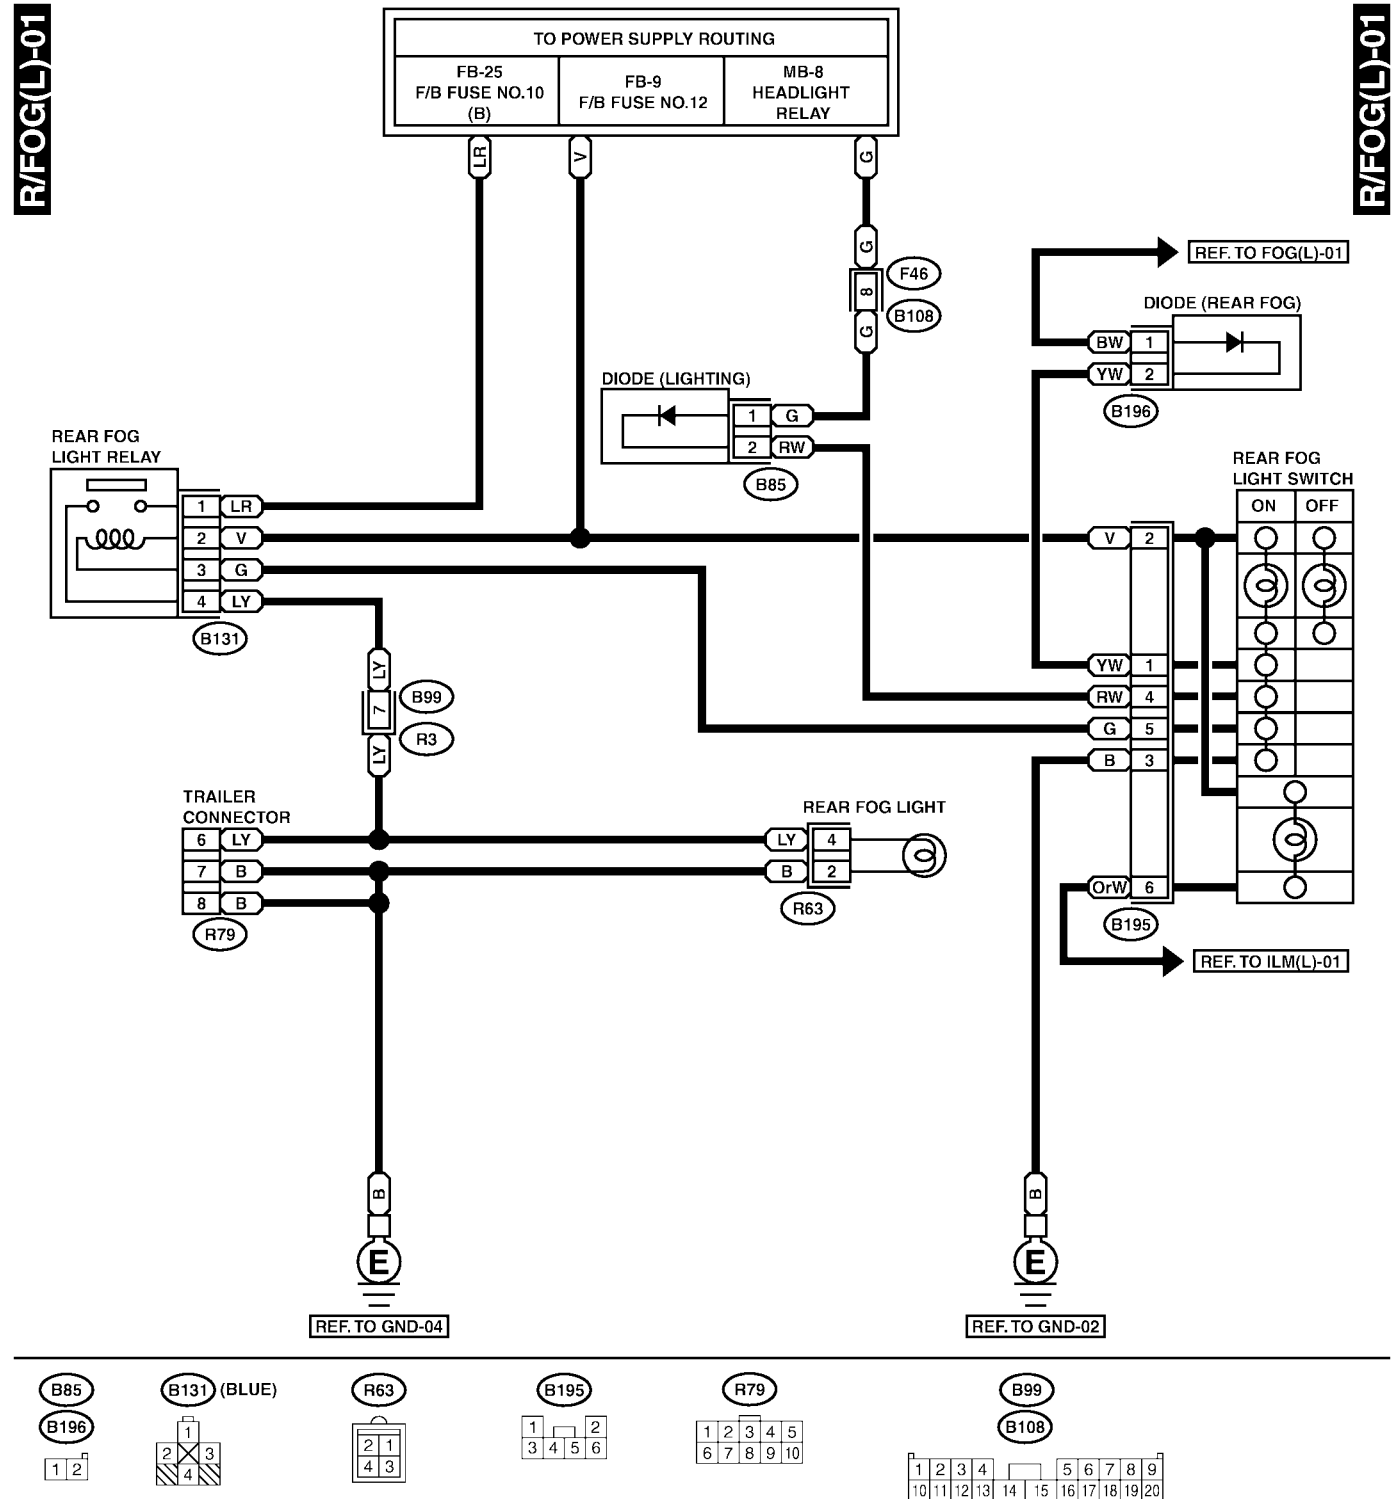 R/FOG(L)-01
R/FOG(L)-01
TO POWER SUPPLY ROUTING
FB-25
F/B FUSE NO.10
(B)
FB-9
F/B FUSE NO.12
MB-8
HEADLIGHT
RELAY
LR
V
G
G
8
G
F46
B108
REF. TO FOG(L)-01
DIODE (REAR FOG)
BW 1
YW 2
B196
DIODE (LIGHTING)
1 G
2 RW
B85
REAR FOG
LIGHT RELAY
1 LR
2 V
3 G
4 LY
B131
REAR FOG
LIGHT SWITCH
ON OFF
V 2
YW 1
RW 4
G 5
B 3
OrW 6
B195
REF. TO ILM(L)-01
LY
7
LY
B99
R3
TRAILER
CONNECTOR
6 LY
7 B
8 B
R79
REAR FOG LIGHT
LY 4
B 2
R63
B
E
REF. TO GND-04
B
E
REF. TO GND-02
B85
B196
1 2
B131 (BLUE)
1
2 3
4
R63
2 1
4 3
B195
1 2
3 4 5 6
R79
1 2 3 4 5
6 7 8 9 10
B99
B108
1 2 3 4 5 6 7 8 9
10 11 12 13 14 15 16 17 18 19 20